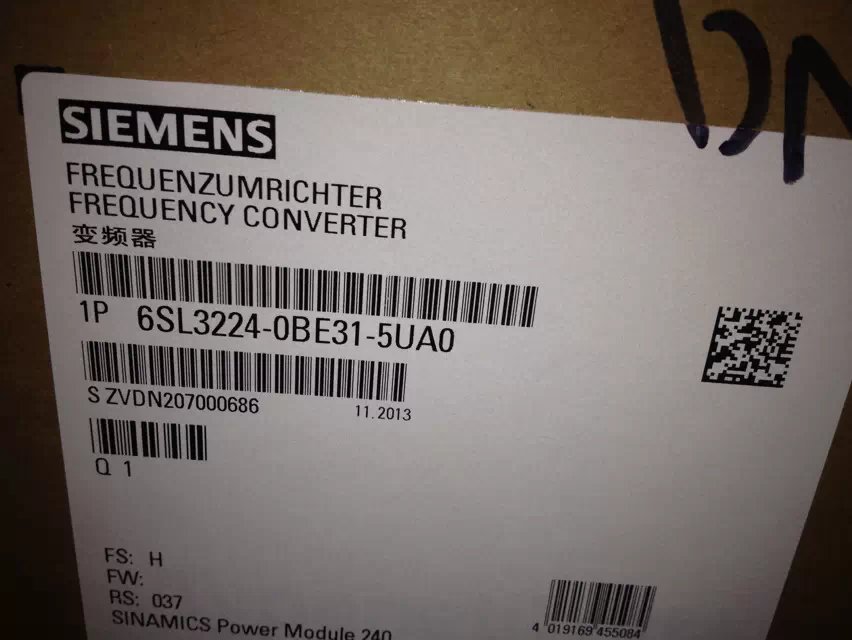 SIEMENS
FREQUENZUMRICHTER
FREQUENCY CONVERTER
变频器
1P 6SL3224-0BE31-5UA0
S ZVDN207000686 11.2013
Q 1
FS: H
FW:
RS: 037
SINAMICS Power Module 240
4 019169 455084